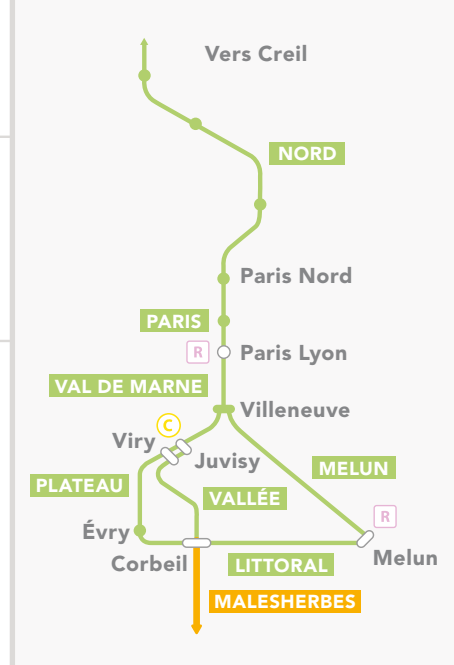 Vers Creil
NORD
Paris Nord
PARIS
R
Paris Lyon
VAL DE MARNE
Villeneuve
C
Viry
Juvisy
MELUN
PLATEAU
VALLÉE
R
Évry
Corbeil
LITTORAL
Melun
MALESHERBES